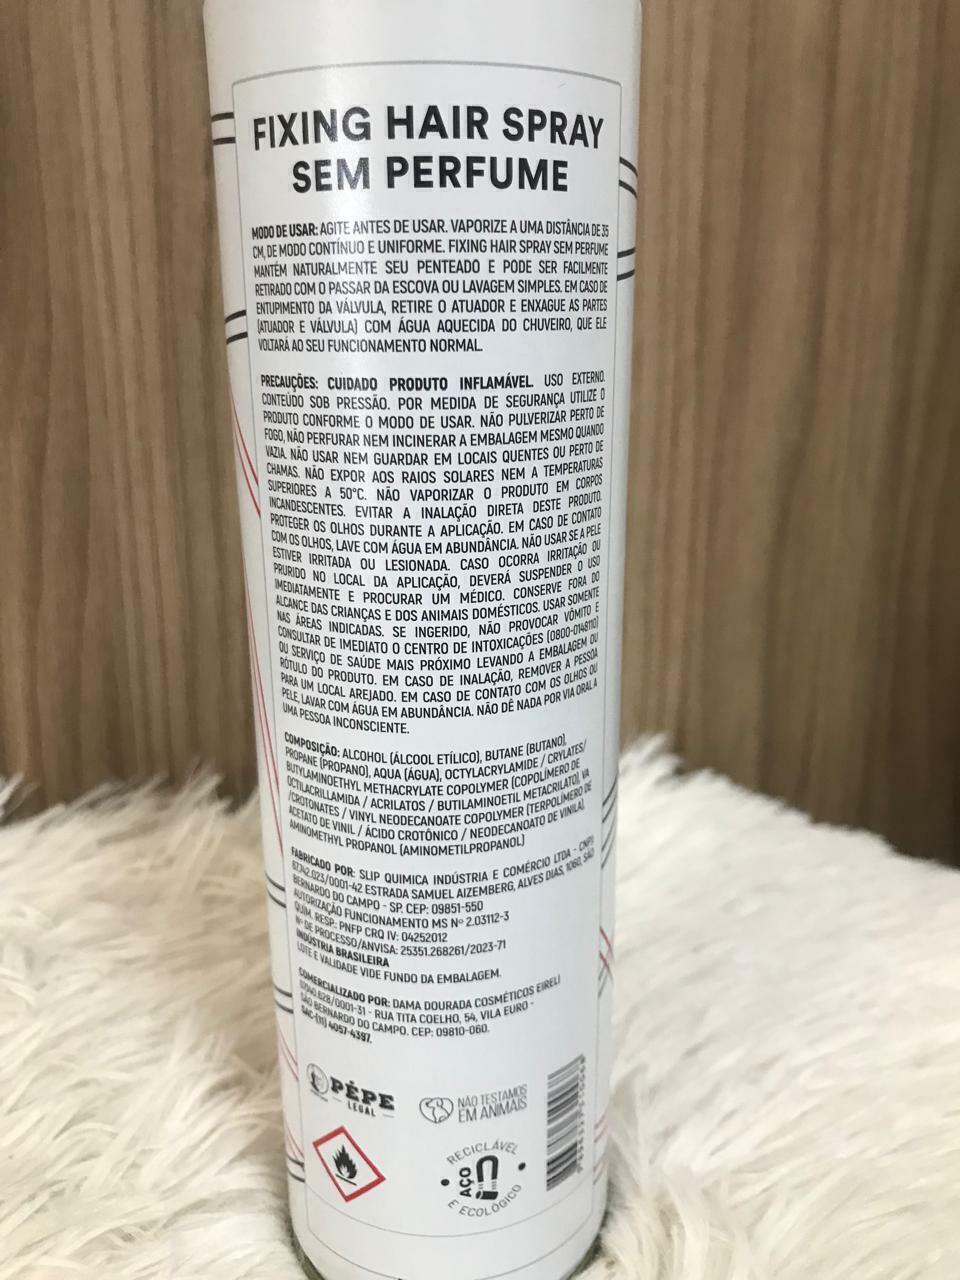 FIXING HAIR SPRAY
SEM PERFUME
MODO DE USAR: AGITE ANTES DE USAR. VAPORIZE A UMA DISTÂNCIA DE 35
CM, DE MODO CONTÍNUO E UNIFORME. FIXING HAIR SPRAY SEM PERFUME
MANTÉM NATURALMENTE SEU PENTEADO E PODE SER FACILMENTE
RETIRADO COM O PASSAR DA ESCOVA OU LAVAGEM SIMPLES. EM CASO DE
ENTUPIMENTO DA VÁLVULA, RETIRE O ATUADOR E ENXAGUE AS PARTES
(ATUADOR E VÁLVULA) COM ÁGUA AQUECIDA DO CHUVEIRO, QUE ELE
VOLTARÁ AO SEU FUNCIONAMENTO NORMAL.
PRECAUÇÕES: CUIDADO PRODUTO INFLAMÁVEL. USO EXTERNO.
CONTEÚDO SOB PRESSÃO. POR MEDIDA DE SEGURANÇA UTILIZE O
PRODUTO CONFORME O MODO DE USAR. NÃO PULVERIZAR PERTO DE
FOGO, NÃO PERFURAR NEM INCINERAR A EMBALAGEM MESMO QUANDO
VAZIA. NÃO USAR NEM GUARDAR EM LOCAIS QUENTES OU PERTO DE
CHAMAS. NÃO EXPOR AOS RAIOS SOLARES NEM A TEMPERATURAS
SUPERIORES A 50°C. NÃO VAPORIZAR O PRODUTO EM CORPOS
INCANDESCENTES. EVITAR A INALAÇÃO DIRETA DESTE PRODUTO.
PROTEGER OS OLHOS DURANTE A APLICAÇÃO. EM CASO DE CONTATO
COM OS OLHOS, LAVE COM ÁGUA EM ABUNDÂNCIA. NÃO USAR SE A PELE
ESTIVER IRRITADA OU LESIONADA. CASO OCORRA IRRITAÇÃO OU
PRURIDO NO LOCAL DA APLICAÇÃO, DEVERÁ SUSPENDER O USO
IMEDIATAMENTE E PROCURAR UM MÉDICO. CONSERVE FORA DO
ALCANCE DAS CRIANÇAS E DOS ANIMAIS DOMÉSTICOS. USAR SOMENTE
NAS ÁREAS INDICADAS. SE INGERIDO, NÃO PROVOCAR VÔMITO E
CONSULTAR DE IMEDIATO O CENTRO DE INTOXICAÇÕES (0800-0148110)
OU SERVIÇO DE SAÚDE MAIS PRÓXIMO LEVANDO A EMBALAGEM OU
RÓTULO DO PRODUTO. EM CASO DE INALAÇÃO, REMOVER A PESSOA
PARA UM LOCAL AREJADO. EM CASO DE CONTATO COM OS OLHOS OU
PELE, LAVAR COM ÁGUA EM ABUNDÂNCIA. NÃO DÊ NADA POR VIA ORAL A
UMA PESSOA INCONSCIENTE.
COMPOSIÇÃO: ALCOHOL (ÁLCOOL ETÍLICO), BUTANE (BUTANO),
PROPANE (PROPANO), AQUA (ÁGUA), OCTYLACRYLAMIDE / CRYLATES/
BUTYLAMINOETHYL METHACRYLATE COPOLYMER (COPOLÍMERO DE
OCTILACRILLAMIDA / ACRILATOS / BUTILAMINOETIL METACRILATO), VA
/CROTONATES / VINYL NEODECANOATE COPOLYMER (TERPOLÍMERO DE
ACETATO DE VINIL / ÁCIDO CROTÔNICO / NEODECANOATO DE VINILA),
AMINOMETHYL PROPANOL (AMINOMETILPROPANOL)
FABRICADO POR: SLIP QUIMICA INDÚSTRIA E COMÉRCIO LTDA - CNPJ:
67.742.023/0001-42 ESTRADA SAMUEL AIZEMBERG, ALVES DIAS, 1060, SÃO
BERNARDO DO CAMPO - SP. CEP: 09851-550
AUTORIZAÇÃO FUNCIONAMENTO MS Nº 2.03112-3
QUÍM. RESP.: PNFP CRQ IV: 04252012
Nº DE PROCESSO/ANVISA: 25351.268261/2023-71
INDÚSTRIA BRASILEIRA
LOTE E VALIDADE VIDE FUNDO DA EMBALAGEM.
COMERCIALIZADO POR: DAMA DOURADA COSMÉTICOS EIRELI
07.040.628/0001-31 - RUA TITA COELHO, 54, VILA EURO -
SÃO BERNARDO DO CAMPO. CEP: 09810-060.
SAC-(11) 4057-4397.
PÉPE
LEGAL
NÃO TESTAMOS
EM ANIMAIS
RECICLÁVEL
AÇO
E ECOLÓGICO